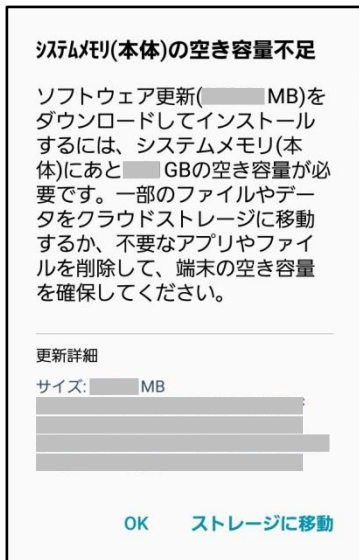 ｼｽﾃﾑﾒﾓﾘ(本体)の空き容量不足
ソフトウェア更新( MB)を
ダウンロードしてインストール
するには、システムメモリ(本
体)にあと GBの空き容量が必
要です。一部のファイルやデー
タをクラウドストレージに移動
するか、不要なアプリやファイ
ルを削除して、端末の空き容量
を確保してください。
更新詳細
サイズ: MB
OK ストレージに移動